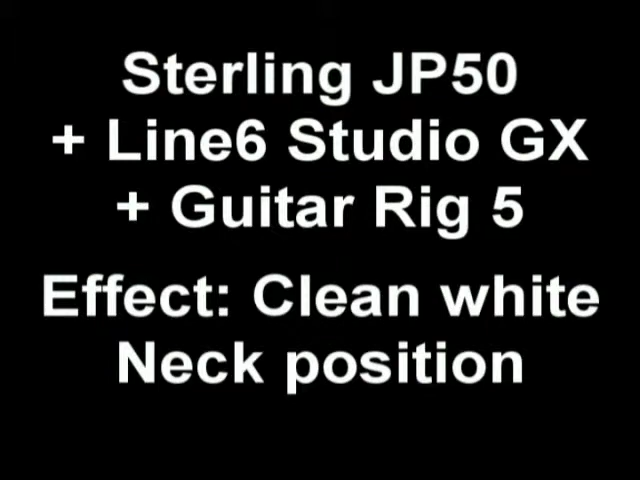 Sterling JP50
+ Line6 Studio GX
+ Guitar Rig 5
Effect: Clean white
Neck position